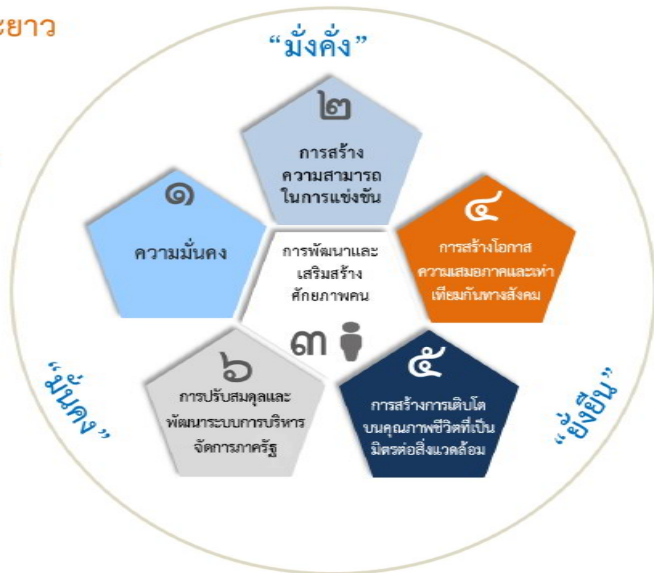 ะยาว
“มั่งคั่ง”
๒
การสร้าง
ความสามารถ
ในการแข่งขัน
๑
ความมั่นคง
๔
การสร้างโอกาส
ความเสมอภาคและเท่า
เทียมกันทางสังคม
การพัฒนาและ
เสริมสร้าง
ศักยภาพคน
๓
๖
การปรับสมดุลและ
พัฒนาระบบการบริหาร
จัดการภาครัฐ
๕
การสร้างการเติบโต
บนคุณภาพชีวิตที่เป็น
มิตรต่อสิ่งแวดล้อม
“มั่นคง”
“ยั่งยืน”